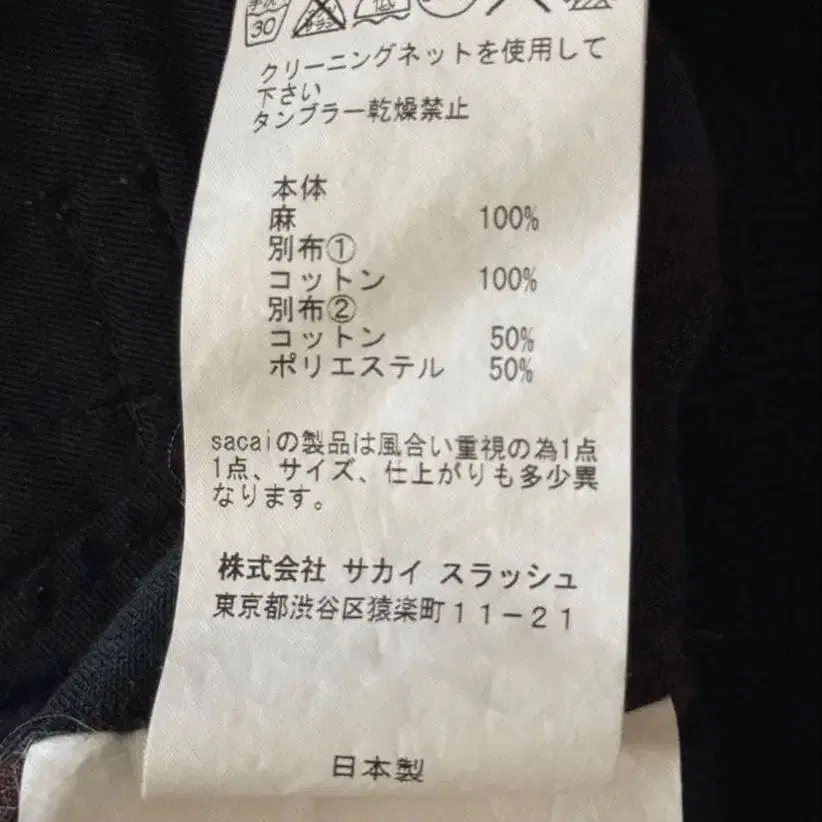 手洗イ
30
低
クリーニングネットを使用して
下さい
タンブラー乾燥禁止
本体
麻 100%
別布①
コットン 100%
別布②
コットン 50%
ポリエステル 50%
sacaiの製品は風合い重視の為1点
1点、サイズ、仕上がりも多少異
なります。
株式会社 サカイ スラッシュ
東京都渋谷区猿楽町11-21
日本製